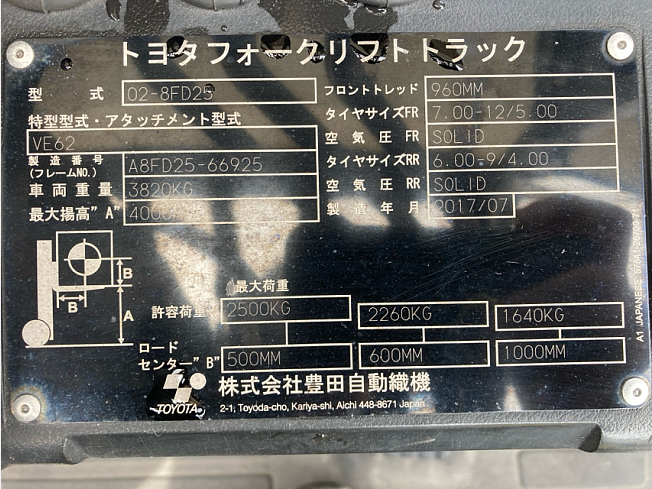 トヨタフォークリフトトラック
型 式 02-8FD25
特型型式・アタッチメント型式
VE62
製造番号 (フレームNO.) A8FD25-66925
車両重量 3820KG
最大揚高"A" 4000
フロントトレッド 960MM
タイヤサイズFR 7.00-12/5.00
空気圧FR SOLID
タイヤサイズRR 6.00-9/4.00
空気圧RR SOLID
製造年月 2017/07
B
B
A
最大荷重
許容荷重 2500KG 2260KG 1640KG
ロード
センター"B" 500MM 600MM 1000MM
TOYOTA
株式会社豊田自動織機
2-1, Toyoda-cho, Kariya-shi, Aichi 448-8671 Japan
A1 JAPANESE